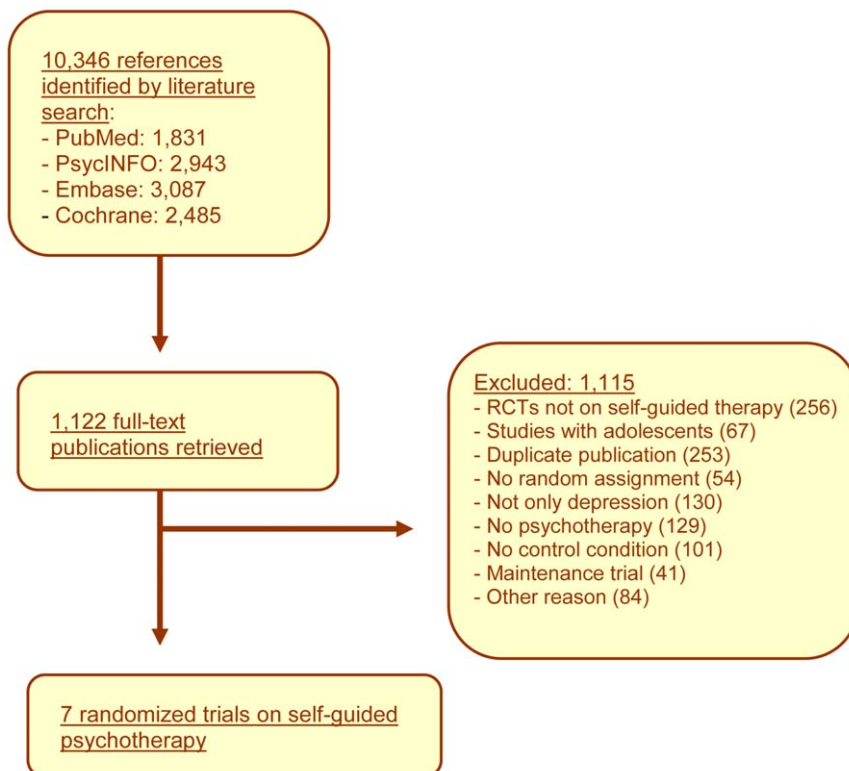 10,346 references
identified by literature
search:
- PubMed: 1,831
- PsycINFO: 2,943
- Embase: 3,087
- Cochrane: 2,485
1,122 full-text
publications retrieved
Excluded: 1,115
- RCTs not on self-guided therapy (256)
- Studies with adolescents (67)
- Duplicate publication (253)
- No random assignment (54)
- Not only depression (130)
- No psychotherapy (129)
- No control condition (101)
- Maintenance trial (41)
- Other reason (84)
7 randomized trials on self-guided
psychotherapy